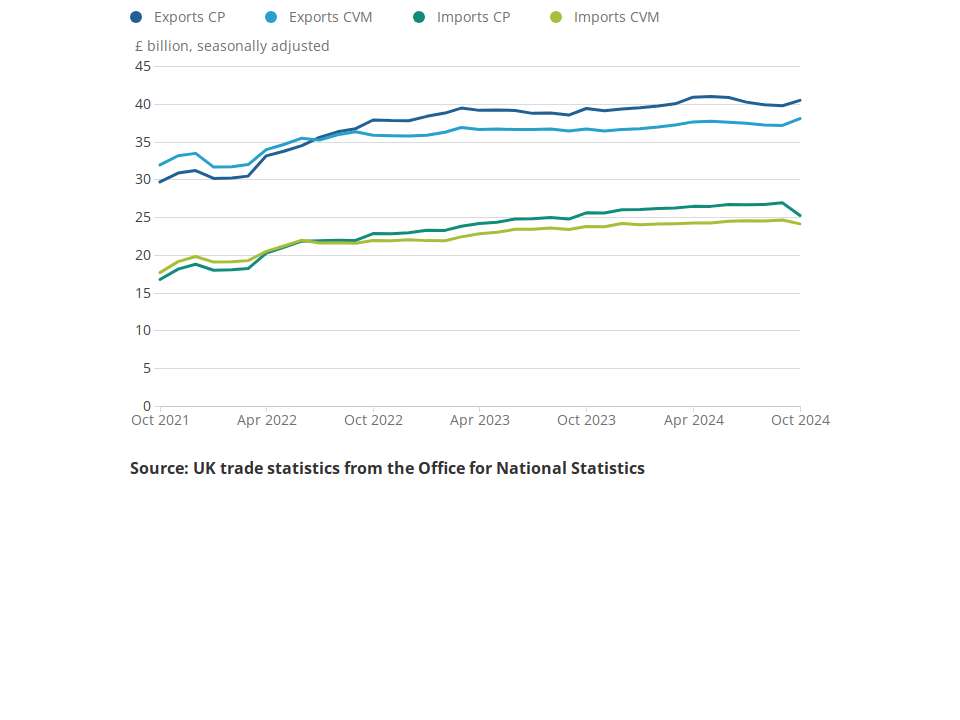 Exports CP Exports CVM Imports CP Imports CVM
£ billion, seasonally adjusted
45
40
35
30
25
20
15
10
5
0
Oct 2021 Apr 2022 Oct 2022 Apr 2023 Oct 2023 Apr 2024 Oct 2024
Source: UK trade statistics from the Office for National Statistics